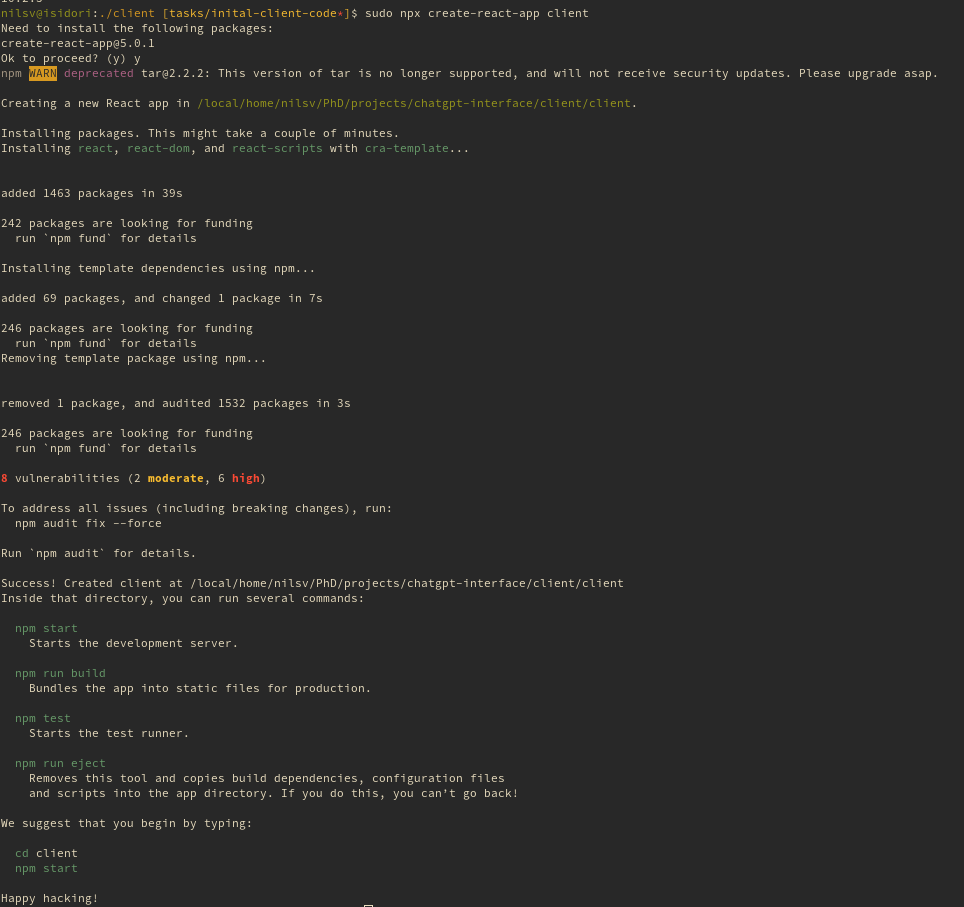 nilsv@isidori:./client [tasks/inital-client-code*]$ sudo npx create-react-app client
Need to install the following packages:
create-react-app@5.0.1
Ok to proceed? (y) y
npm WARN deprecated tar@2.2.2: This version of tar is no longer supported, and will not receive security updates. Please upgrade asap.
Creating a new React app in /local/home/nilsv/PhD/projects/chatgpt-interface/client/client.
Installing packages. This might take a couple of minutes.
Installing react, react-dom, and react-scripts with cra-template...
added 1463 packages in 39s
242 packages are looking for funding
  run `npm fund` for details
Installing template dependencies using npm...
added 69 packages, and changed 1 package in 7s
246 packages are looking for funding
  run `npm fund` for details
Removing template package using npm...
removed 1 package, and audited 1532 packages in 3s
246 packages are looking for funding
  run `npm fund` for details
8 vulnerabilities (2 moderate, 6 high)
To address all issues (including breaking changes), run:
  npm audit fix --force
Run `npm audit` for details.
Success! Created client at /local/home/nilsv/PhD/projects/chatgpt-interface/client/client
Inside that directory, you can run several commands:
  npm start
    Starts the development server.
  npm run build
    Bundles the app into static files for production.
  npm test
    Starts the test runner.
  npm run eject
    Removes this tool and copies build dependencies, configuration files
    and scripts into the app directory. If you do this, you can’t go back!
We suggest that you begin by typing:
  cd client
  npm start
Happy hacking!